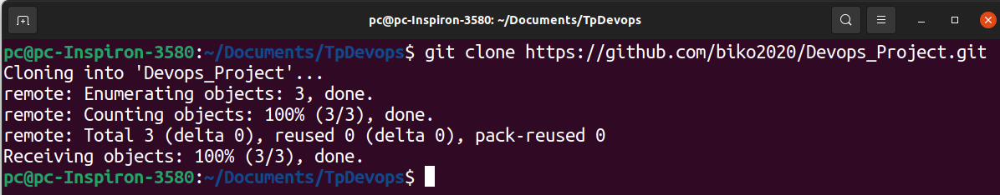 pc@pc-Inspiron-3580: ~/Documents/TpDevops
pc@pc-Inspiron-3580:~/Documents/TpDevops$ git clone https://github.com/biko2020/Devops_Project.git
Cloning into 'Devops_Project'...
remote: Enumerating objects: 3, done.
remote: Counting objects: 100% (3/3), done.
remote: Total 3 (delta 0), reused 0 (delta 0), pack-reused 0
Receiving objects: 100% (3/3), done.
pc@pc-Inspiron-3580:~/Documents/TpDevops$